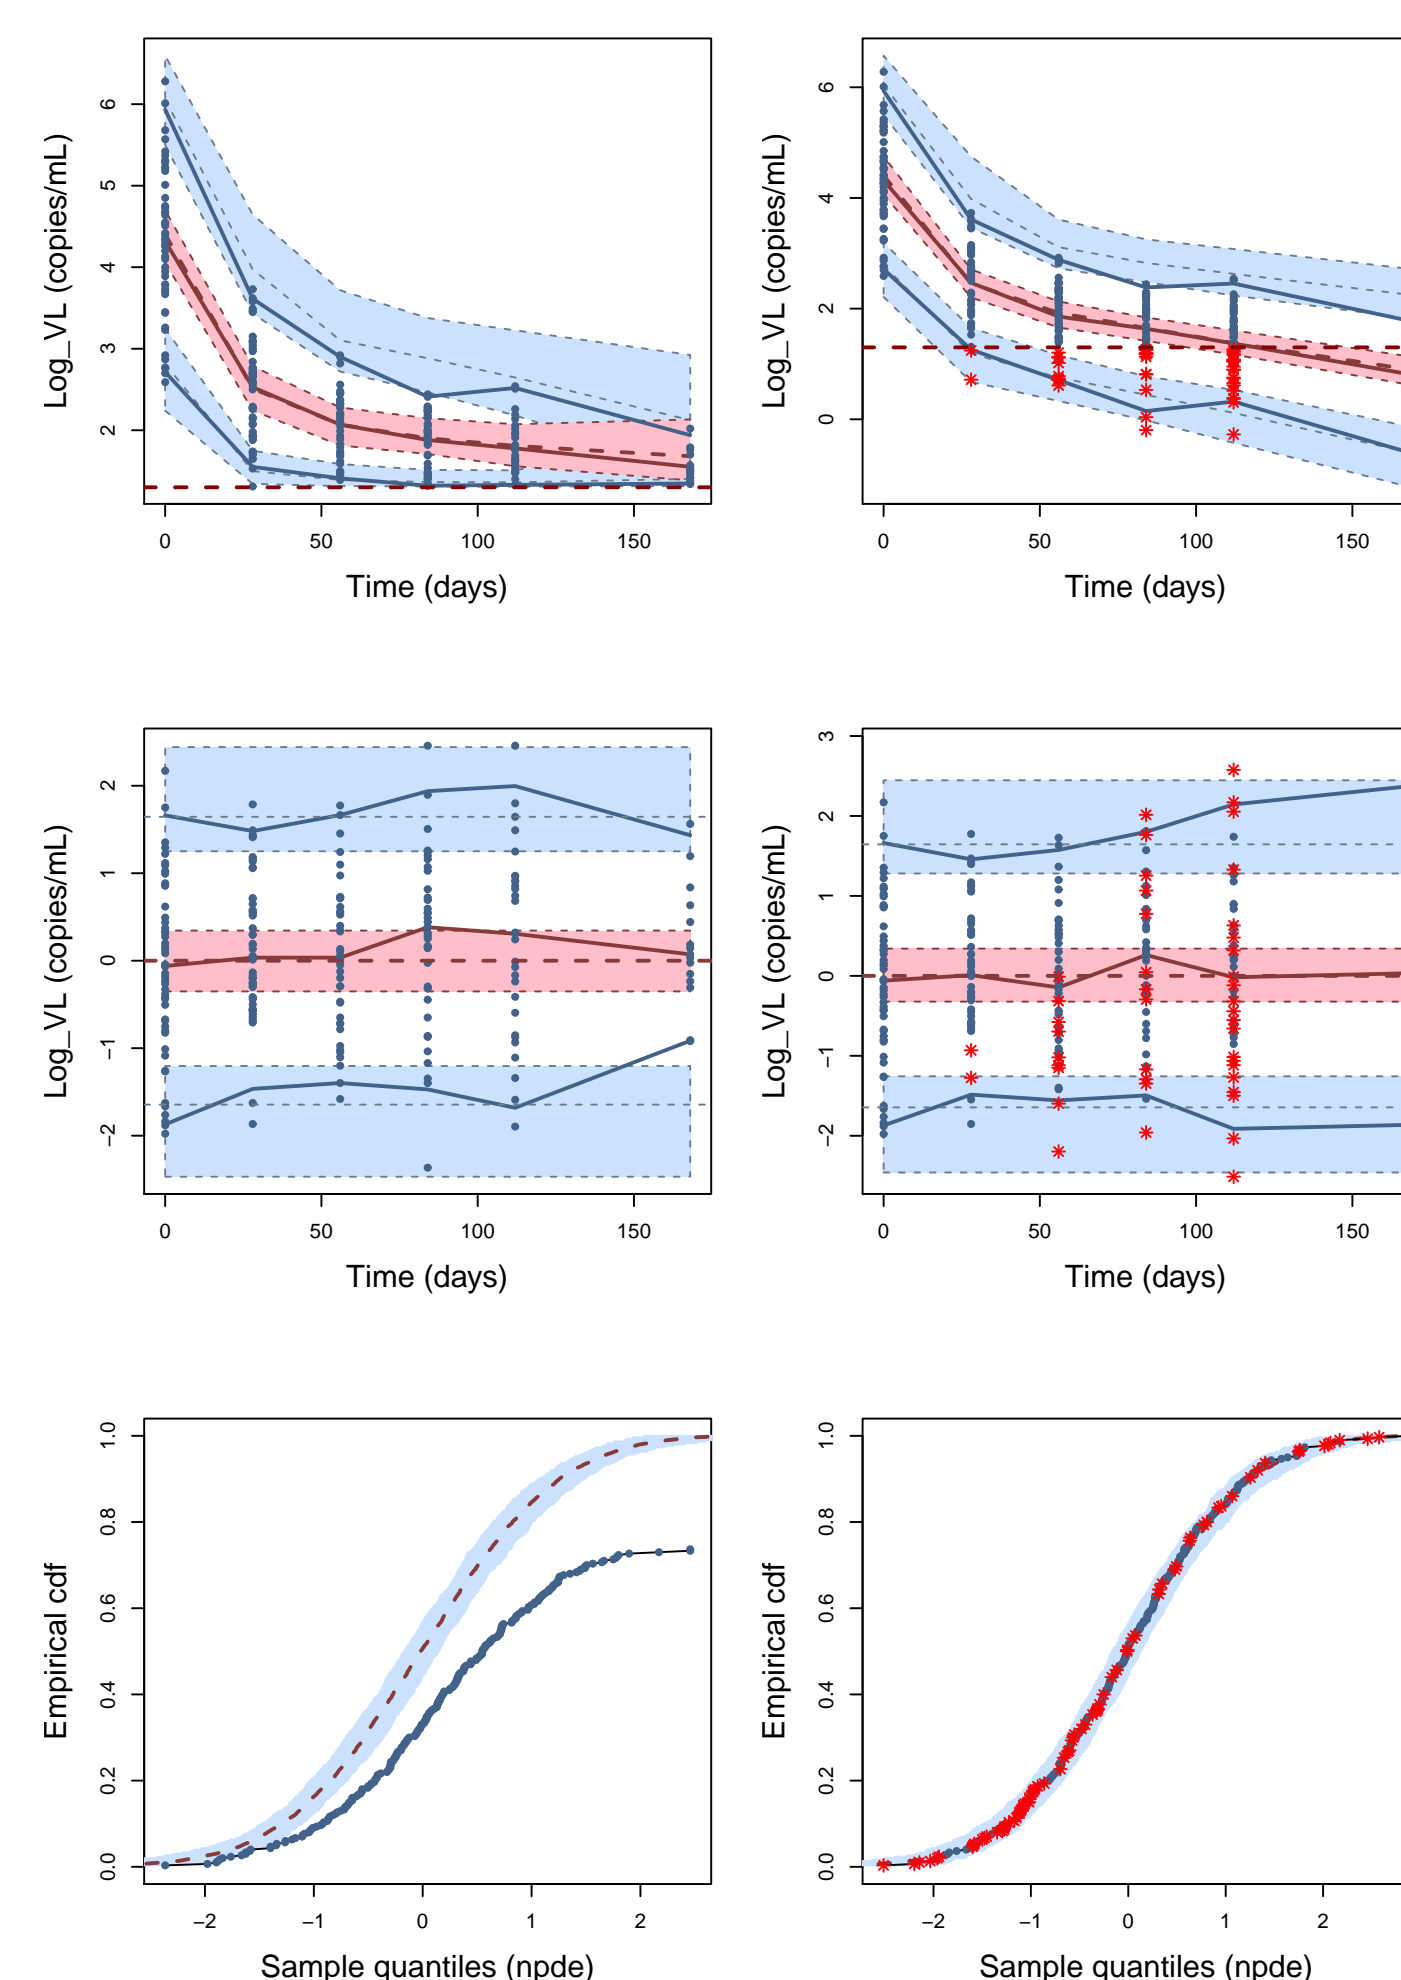 Log_VL (copies/mL)
2 3 4 5 6
0 50 100 150
Time (days)
Log_VL (copies/mL)
0 2 4 6
0 50 100 150
Time (days)
Log_VL (copies/mL)
−2 −1 0 1 2
0 50 100 150
Time (days)
Log_VL (copies/mL)
−2 −1 0 1 2 3
0 50 100 150
Time (days)
Empirical cdf
0.0 0.2 0.4 0.6 0.8 1.0
−2 −1 0 1 2
Sample quantiles (npde)
Empirical cdf
0.0 0.2 0.4 0.6 0.8 1.0
−2 −1 0 1 2
Sample quantiles (npde)